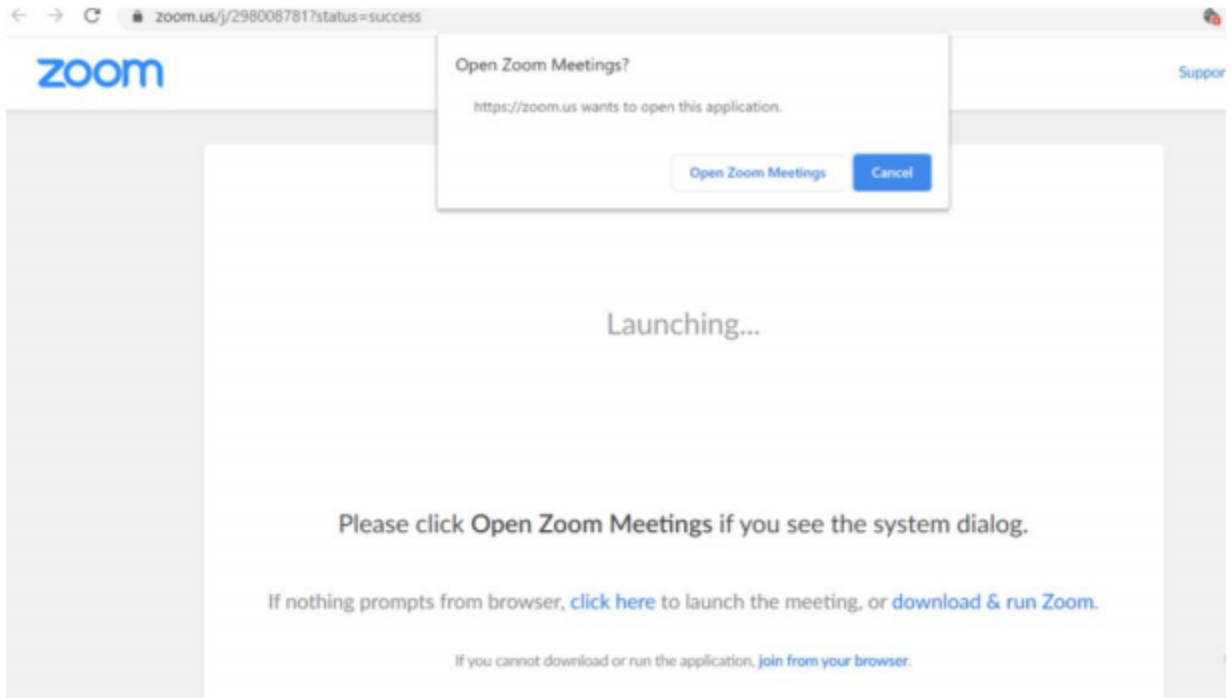 zoom.us/j/298008781?status=success
zoom
Open Zoom Meetings?
https://zoom.us wants to open this application.
Open Zoom Meetings Cancel
Suppor
Launching...
Please click Open Zoom Meetings if you see the system dialog.
If nothing prompts from browser, click here to launch the meeting, or download & run Zoom.
If you cannot download or run the application, join from your browser.